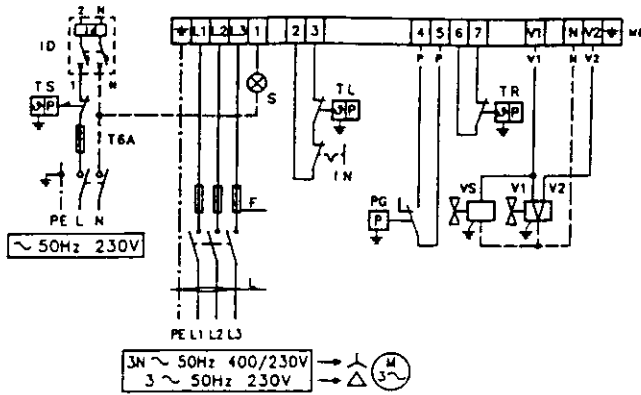 2 N
L1 L2 L3 1 2 3 4 5 6 7 V1 N V2
ID
P P V1 N V2
1 N
TS P
S
TL P
TR P
T6A
IN
F
PG
P
VS V1 V2
PE L N
L
~ 50Hz 230V
PE L1 L2 L3
3N ~ 50Hz 400/230V
3 ~ 50Hz 230V
M
3~